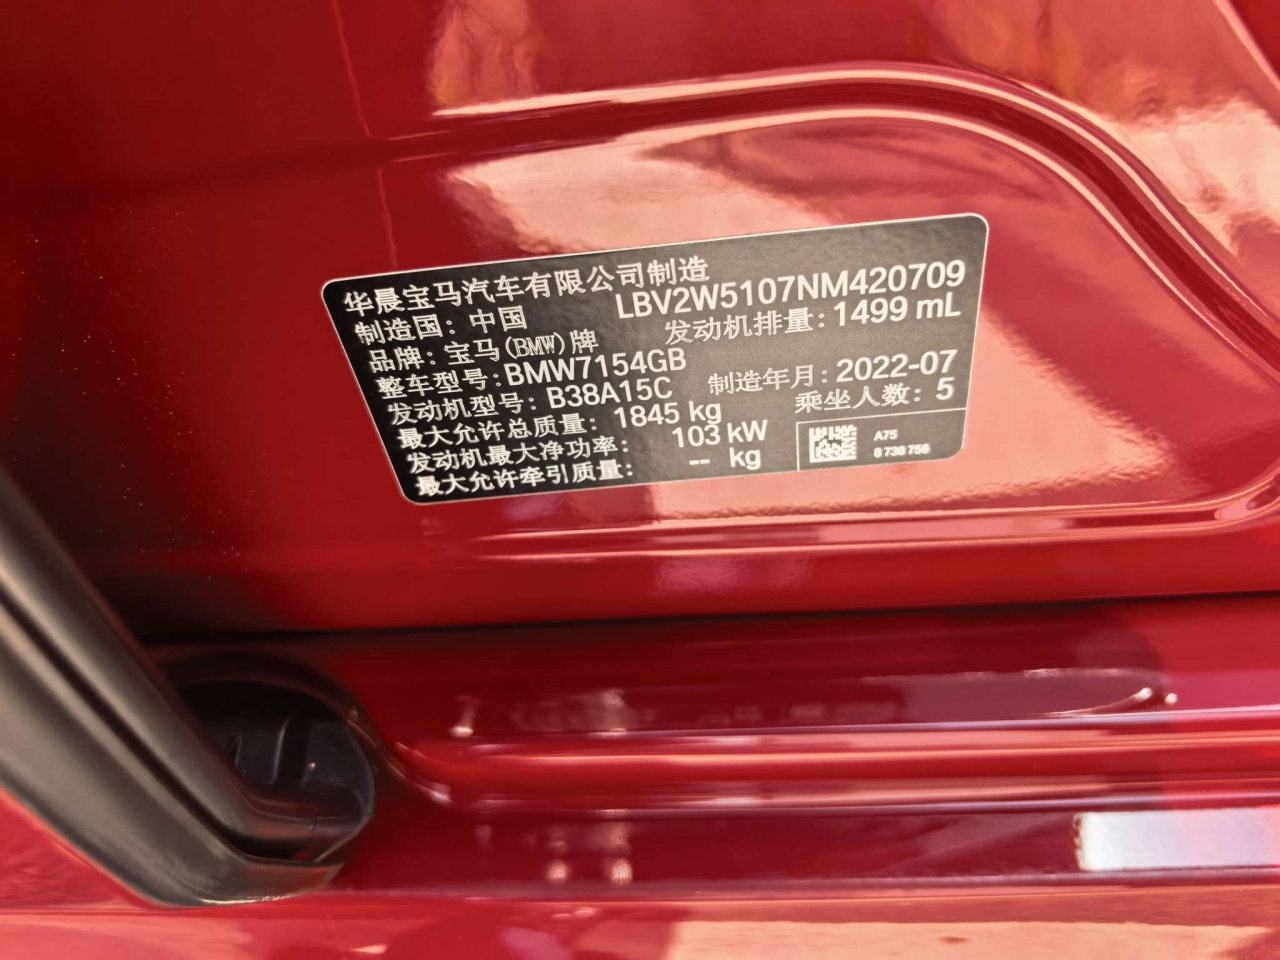 华晨宝马汽车有限公司制造
制造国：中国 LBV2W5107NM420709
品牌：宝马(BMW)牌 发动机排量：1499 mL
整车型号：BMW7154GB
发动机型号：B38A15C 制造年月：2022-07
最大允许总质量：1845 kg 乘坐人数：5
发动机最大净功率：103 kW
最大允许牵引质量：-- kg
A75
8 738 756